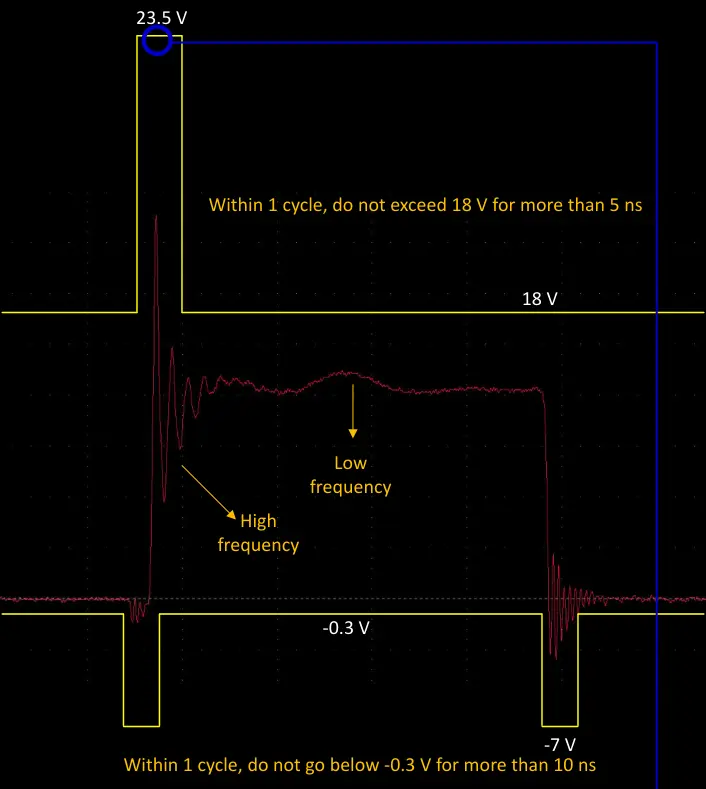 23.5 V
Within 1 cycle, do not exceed 18 V for more than 5 ns
18 V
Low
frequency
High
frequency
-0.3 V
-7 V
Within 1 cycle, do not go below -0.3 V for more than 10 ns